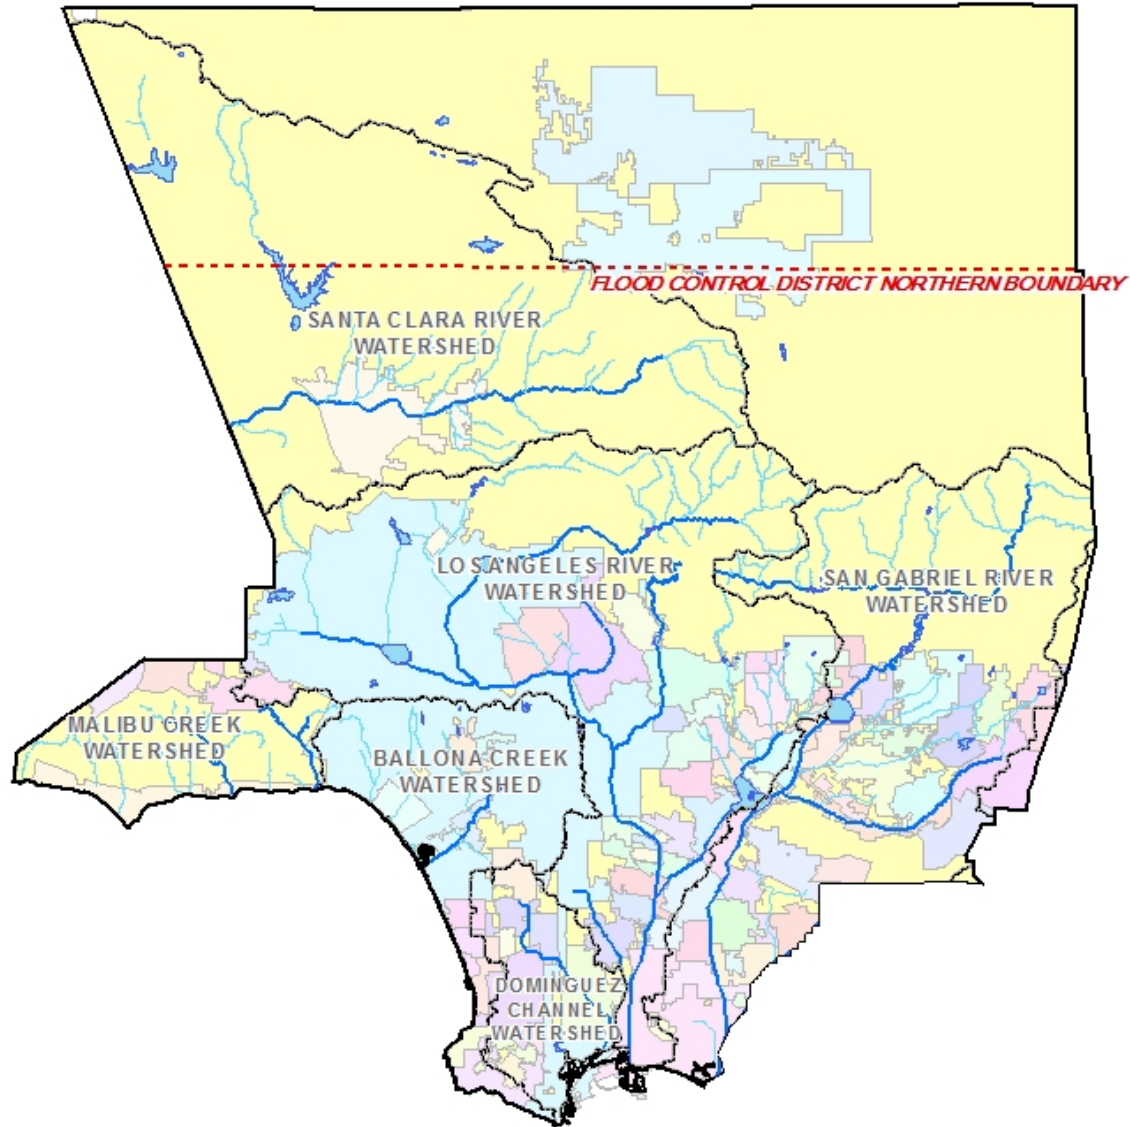 FLOOD CONTROL DISTRICT NORTHERN BOUNDARY
SANTA CLARA RIVER
WATERSHED
LOS ANGELES RIVER
WATERSHED
SAN GABRIEL RIVER
WATERSHED
MALIBU CREEK
WATERSHED
BALLONA CREEK
WATERSHED
DOMINGUEZ
CHANNEL
WATERSHED